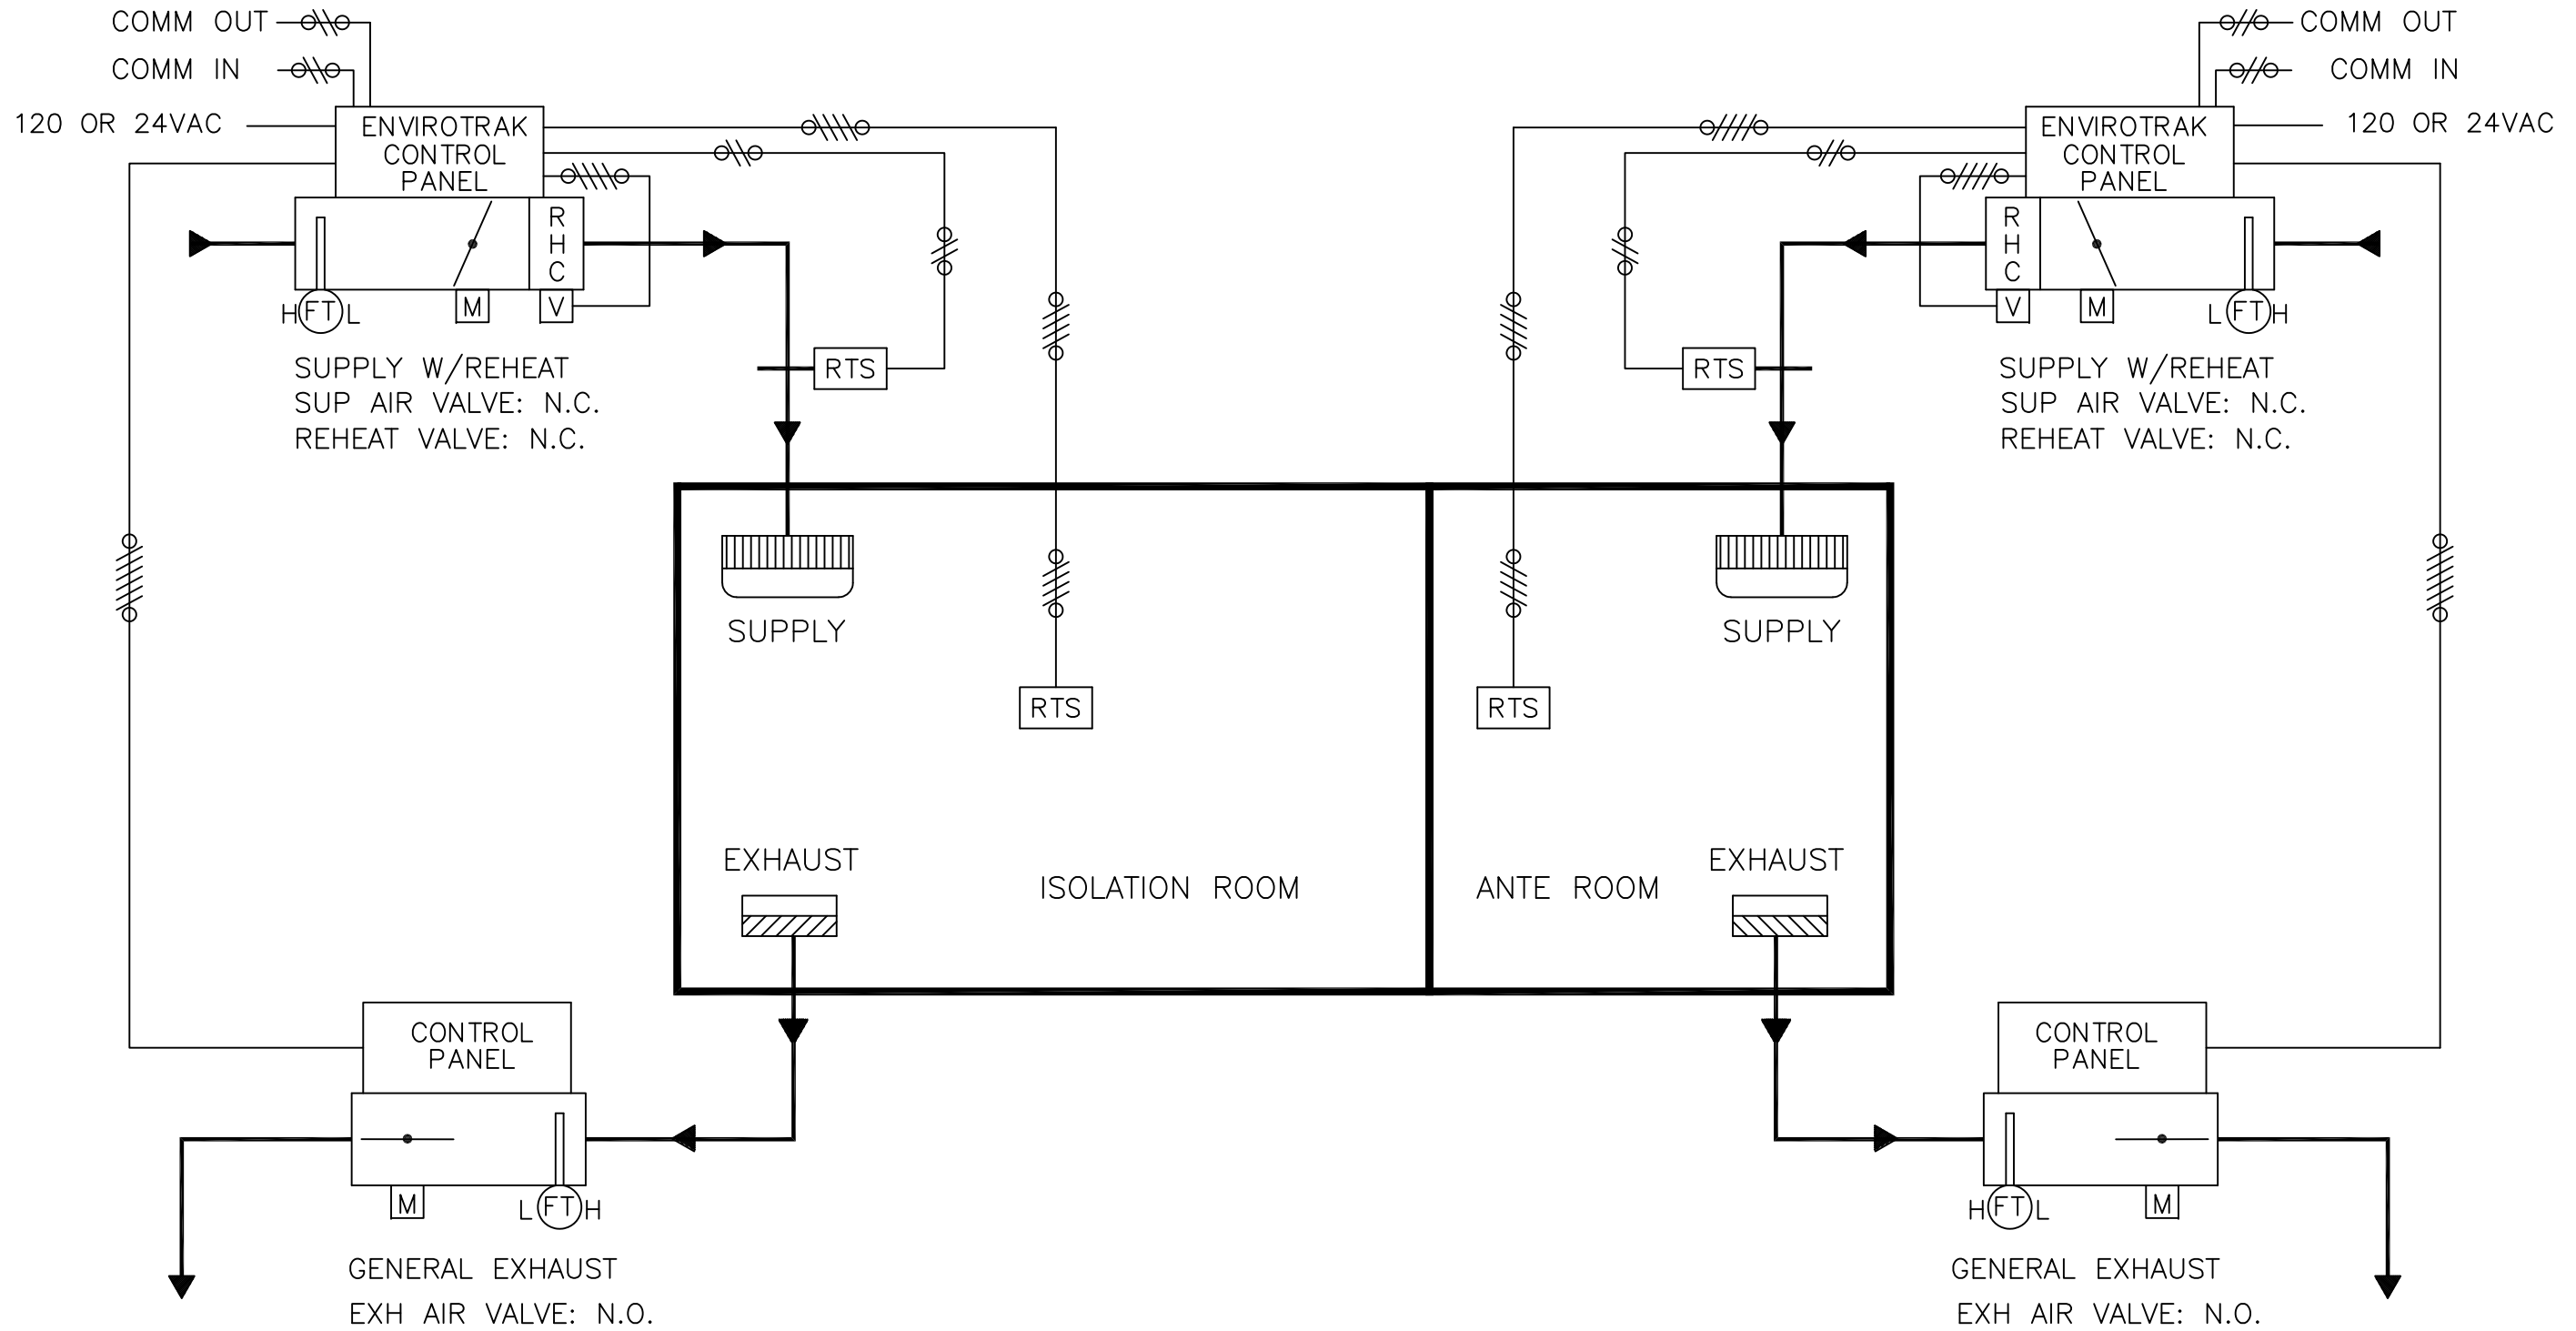 COMM OUT
COMM IN
120 OR 24VAC
ENVIROTRAK
CONTROL
PANEL
R
H
C
H FT L
M
V
SUPPLY W/REHEAT
SUP AIR VALVE: N.C.
REHEAT VALVE: N.C.
RTS
COMM OUT
COMM IN
120 OR 24VAC
ENVIROTRAK
CONTROL
PANEL
R
H
C
V
M
L FT H
SUPPLY W/REHEAT
SUP AIR VALVE: N.C.
REHEAT VALVE: N.C.
RTS
SUPPLY
RTS
EXHAUST
ISOLATION ROOM
SUPPLY
RTS
EXHAUST
ANTE ROOM
CONTROL
PANEL
M
L FT H
GENERAL EXHAUST
EXH AIR VALVE: N.O.
CONTROL
PANEL
H FT L
M
GENERAL EXHAUST
EXH AIR VALVE: N.O.